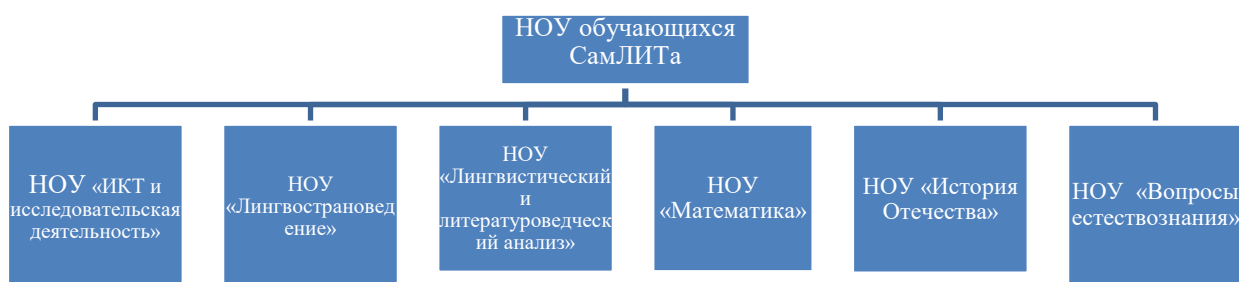 НОУ обучающихся
СамЛИТа
НОУ «ИКТ и
исследовательская
деятельность»
НОУ
«Лингвострановед
ение»
НОУ
«Лингвистический
и
литературоведческ
ий анализ»
НОУ
«Математика»
НОУ «История
Отечества»
НОУ «Вопросы
естествознания»